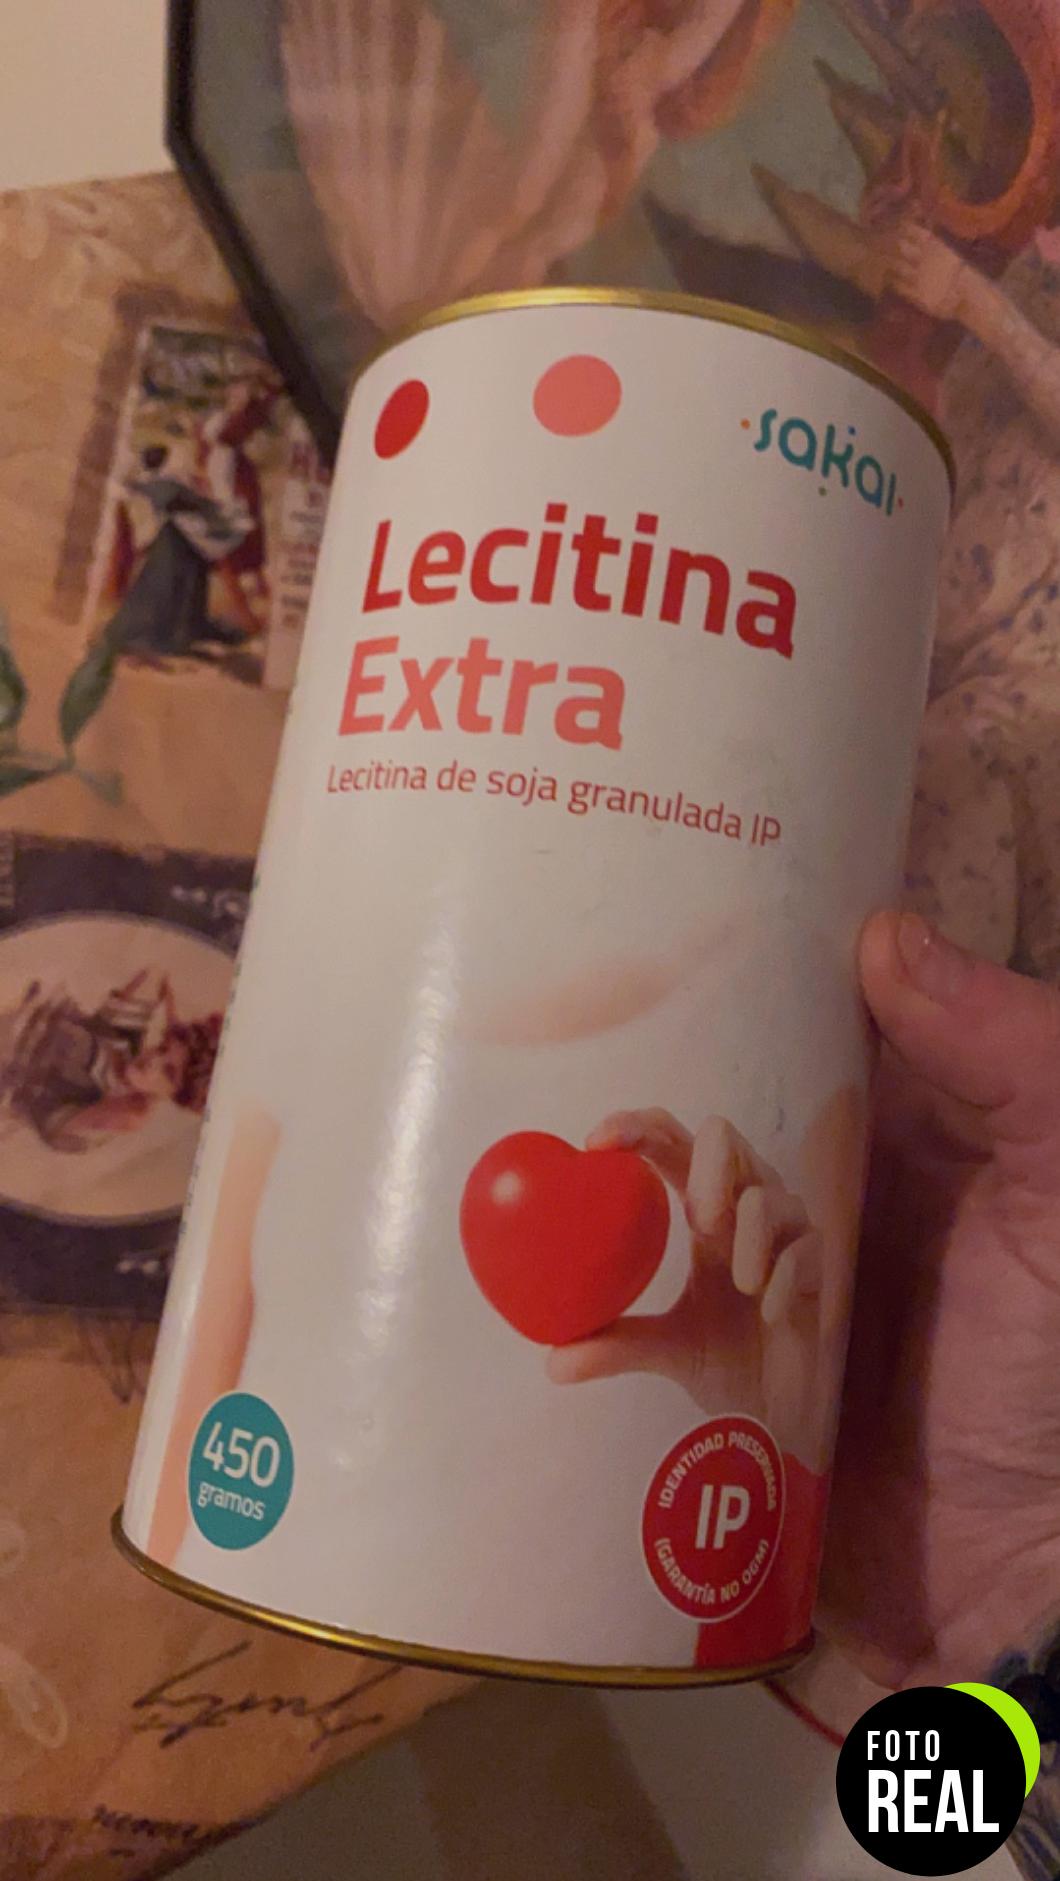 sakai
Lecitina
Extra
Lecitina de soja granulada IP
450
gramos
IDENTIDAD PRESERVADA
IP
(GARANTÍA NO OGM)
FOTO
REAL